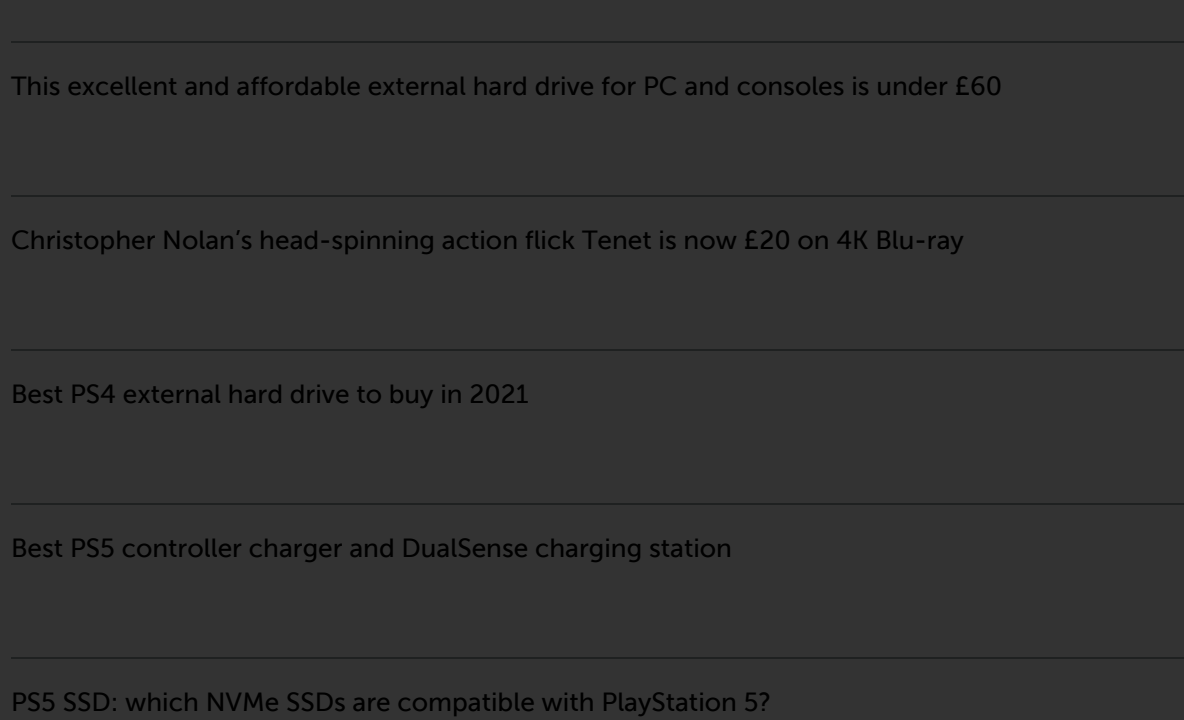 This excellent and affordable external hard drive for PC and consoles is under £60
Christopher Nolan’s head-spinning action flick Tenet is now £20 on 4K Blu-ray
Best PS4 external hard drive to buy in 2021
Best PS5 controller charger and DualSense charging station
PS5 SSD: which NVMe SSDs are compatible with PlayStation 5?